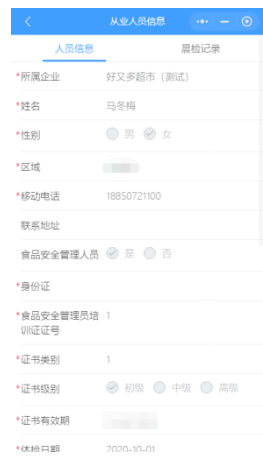 从业人员信息
人员信息 晨检记录
*所属企业 好又多超市（测试）
*姓名 马冬梅
*性别 男 女
*区域
*移动电话 18850721100
联系地址
食品安全管理人员 是 否
*身份证
*食品安全管理员培 1
训证证号
*证书类别 1
*证书级别 初级 中级 高级
*证书有效期
*体检日期 2020-10-01